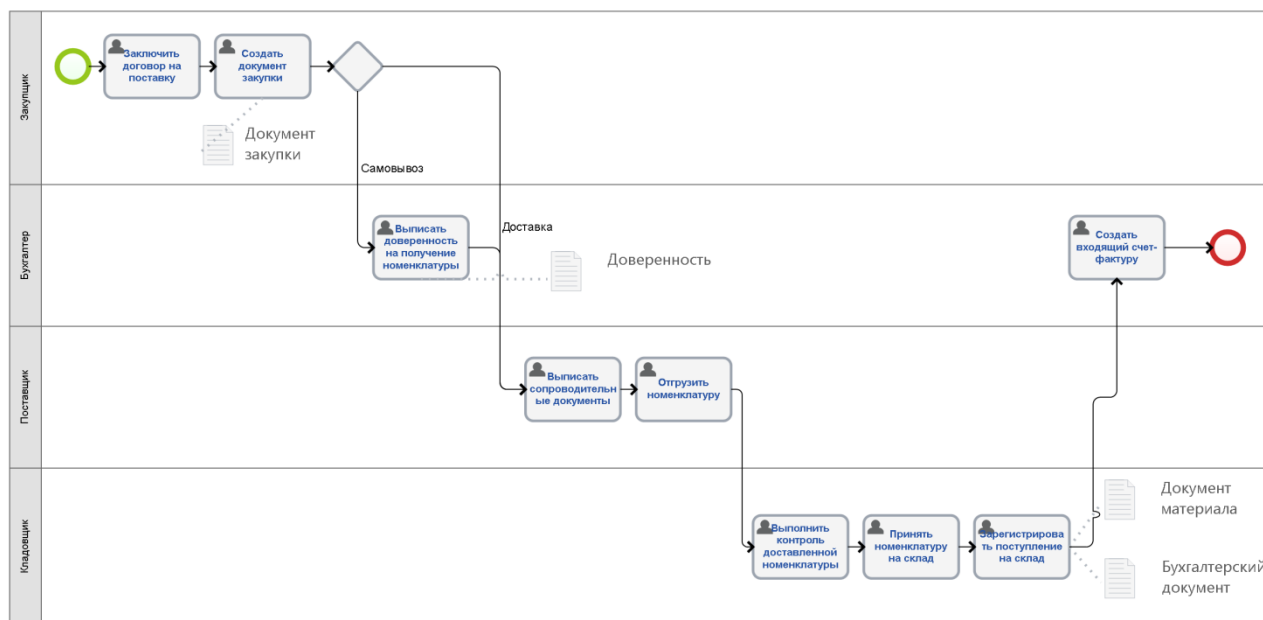 Закупщик
Заключить
договор на
поставку
Создать
документ
закупки
Документ
закупки
Самовывоз
Доставка
Бухгалтер
Выписать
доверенность
на получение
номенклатуры
Доверенность
Создать
входящий счет-
фактуру
Поставщик
Выписать
сопроводительн
ые документы
Отгрузить
номенклатуру
Кладовщик
Выполнить
контроль
доставленной
номенклатуры
Принять
номенклатуру
на склад
Зарегистрирова
ть поступление
на склад
Документ
материала
Бухгалтерский
документ